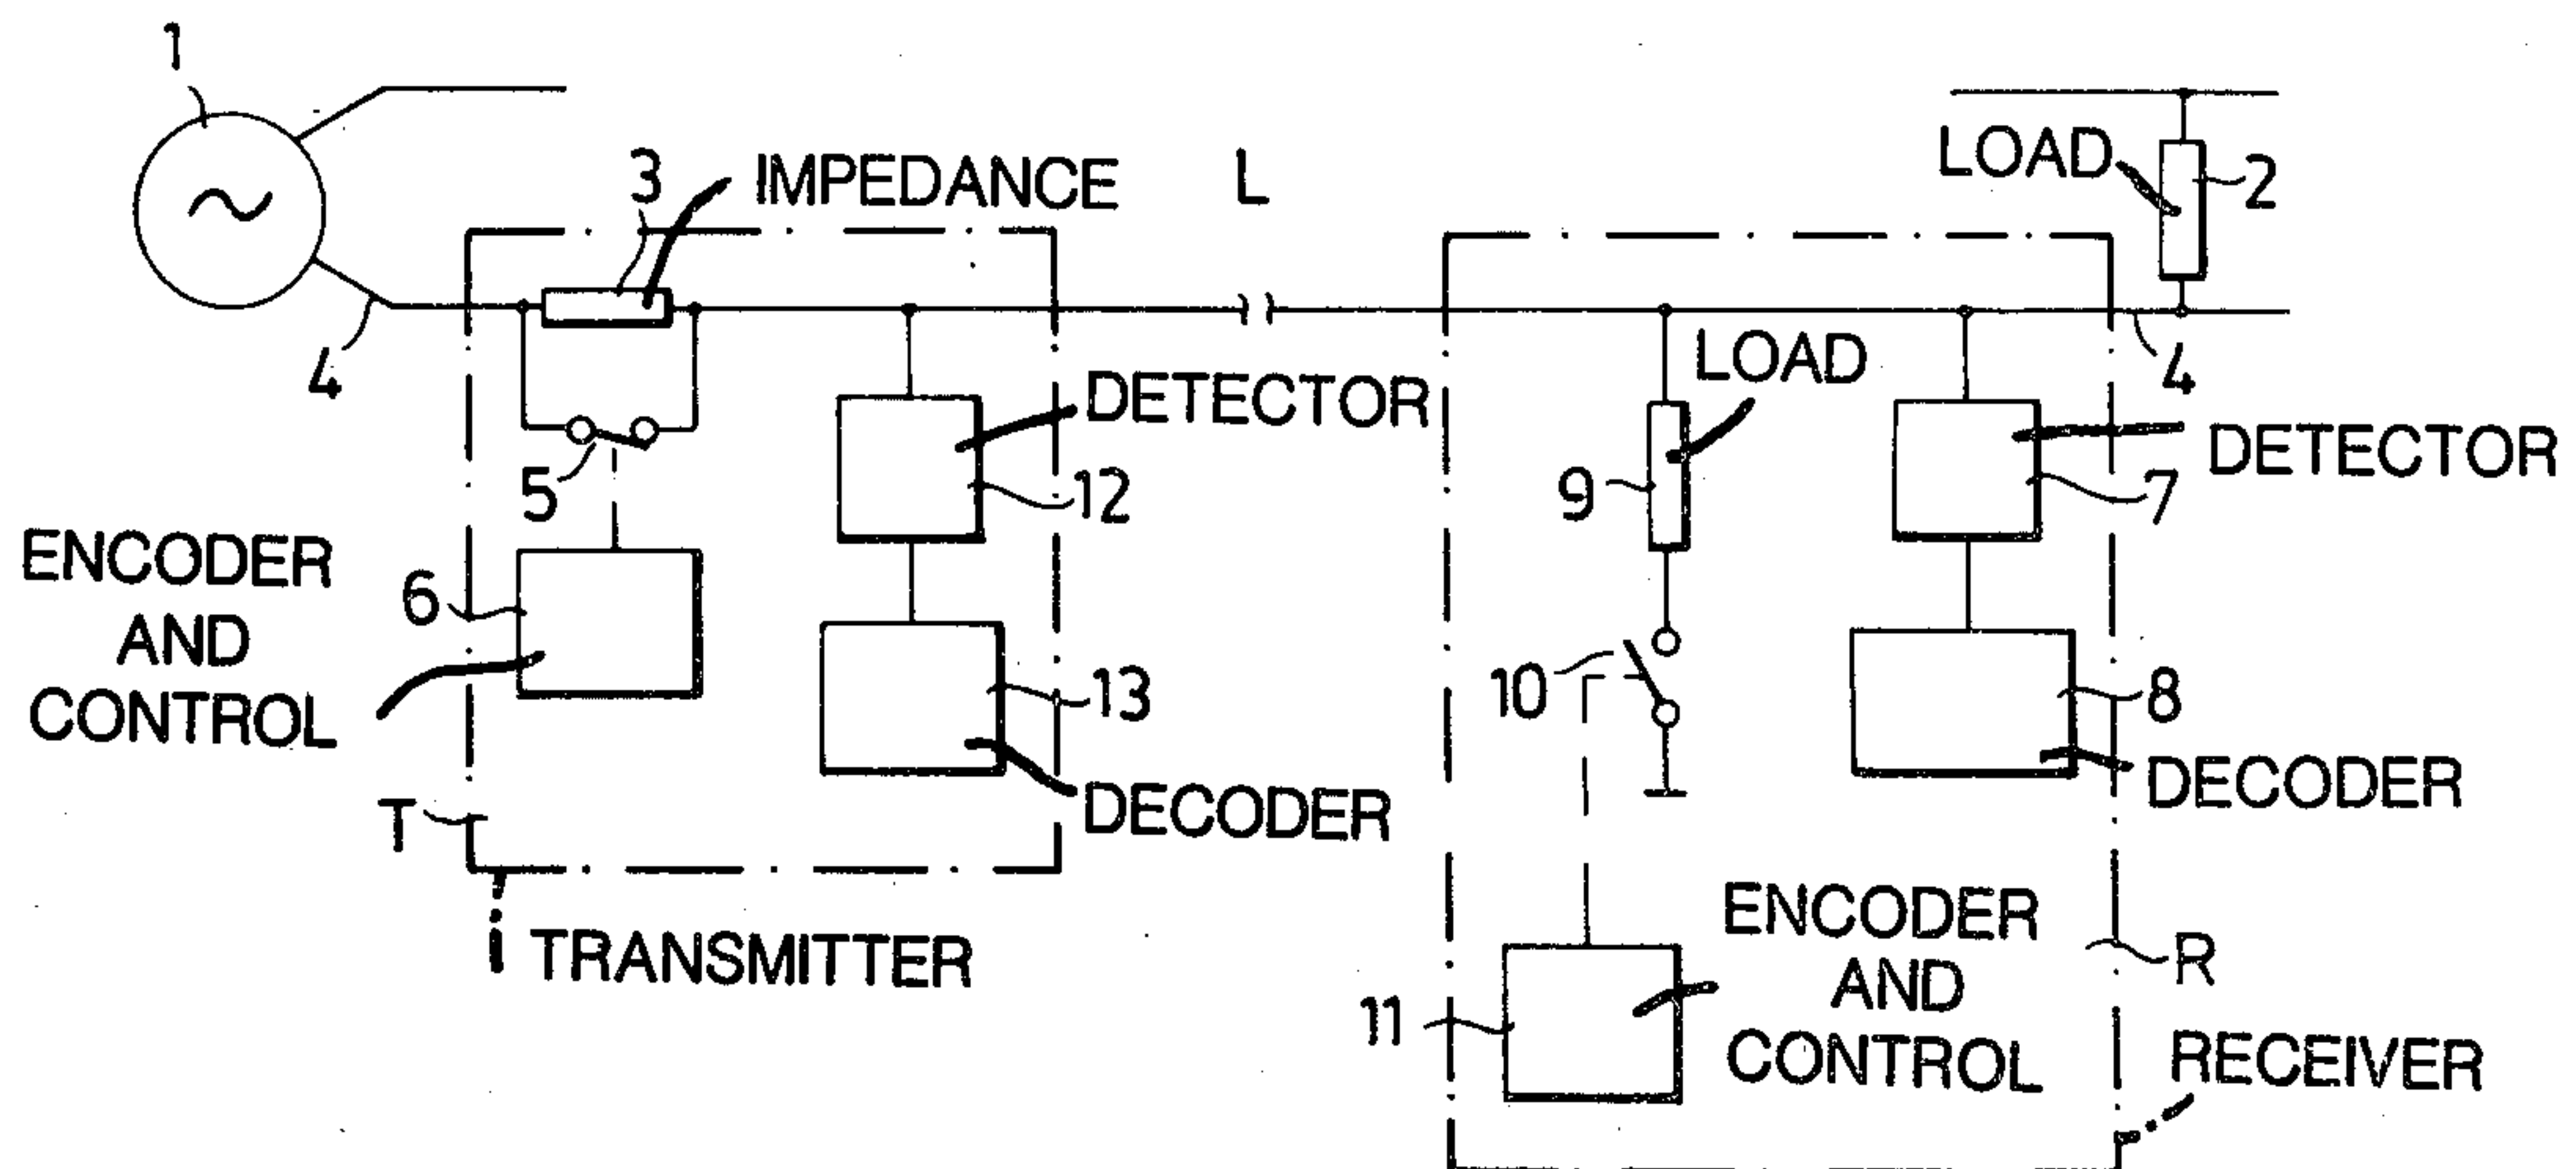 1
3
IMPEDANCE
L
LOAD
2
4
5
DETECTOR
12
ENCODER
AND
CONTROL
6
13
DECODER
T
TRANSMITTER
LOAD
9
4
DETECTOR
7
10
8
DECODER
11
ENCODER
AND
CONTROL
R
RECEIVER